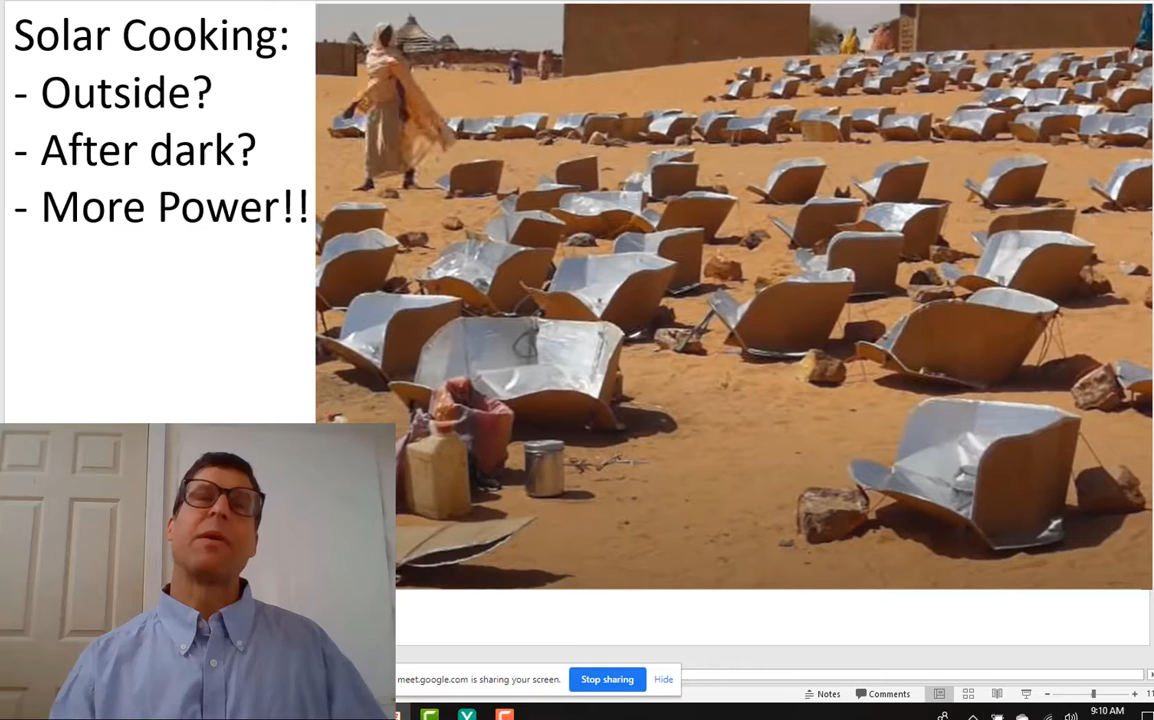 Solar Cooking:
- Outside?
- After dark?
- More Power!!
meet.google.com is sharing your screen.
Stop sharing
Hide
Notes
Comments
11
9:10 AM